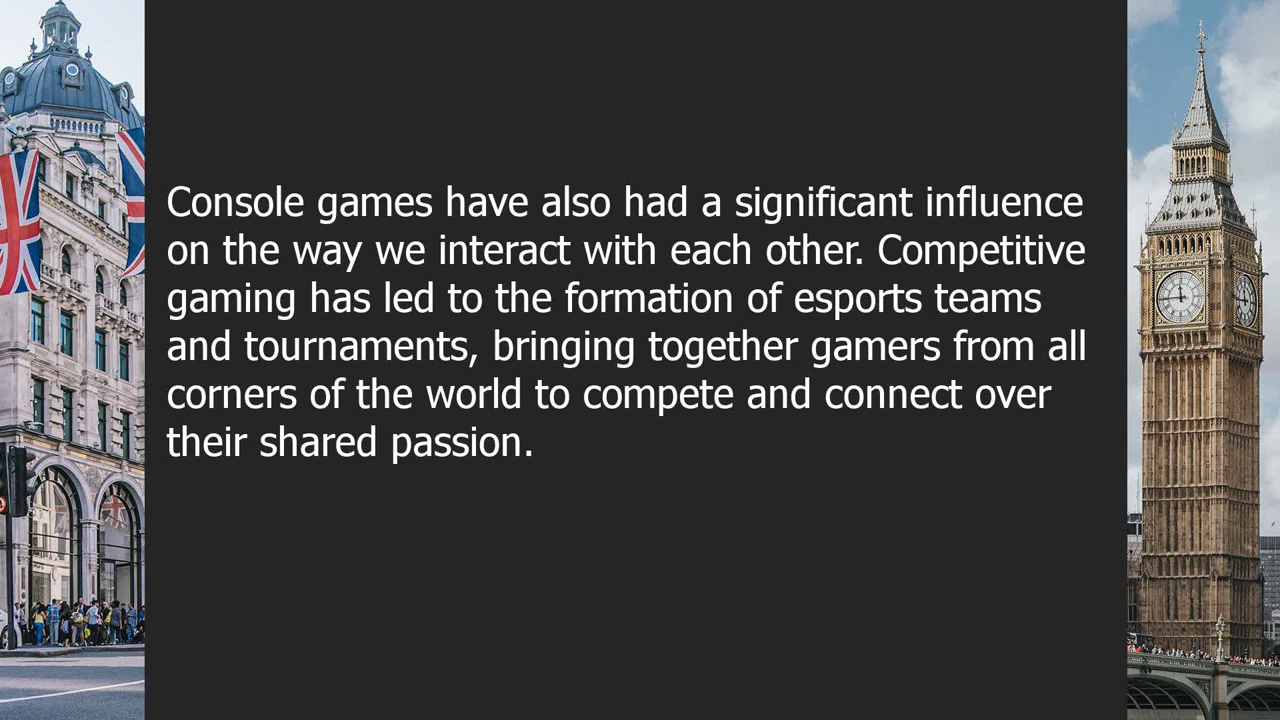 Console games have also had a significant influence
on the way we interact with each other. Competitive
gaming has led to the formation of esports teams
and tournaments, bringing together gamers from all
corners of the world to compete and connect over
their shared passion.